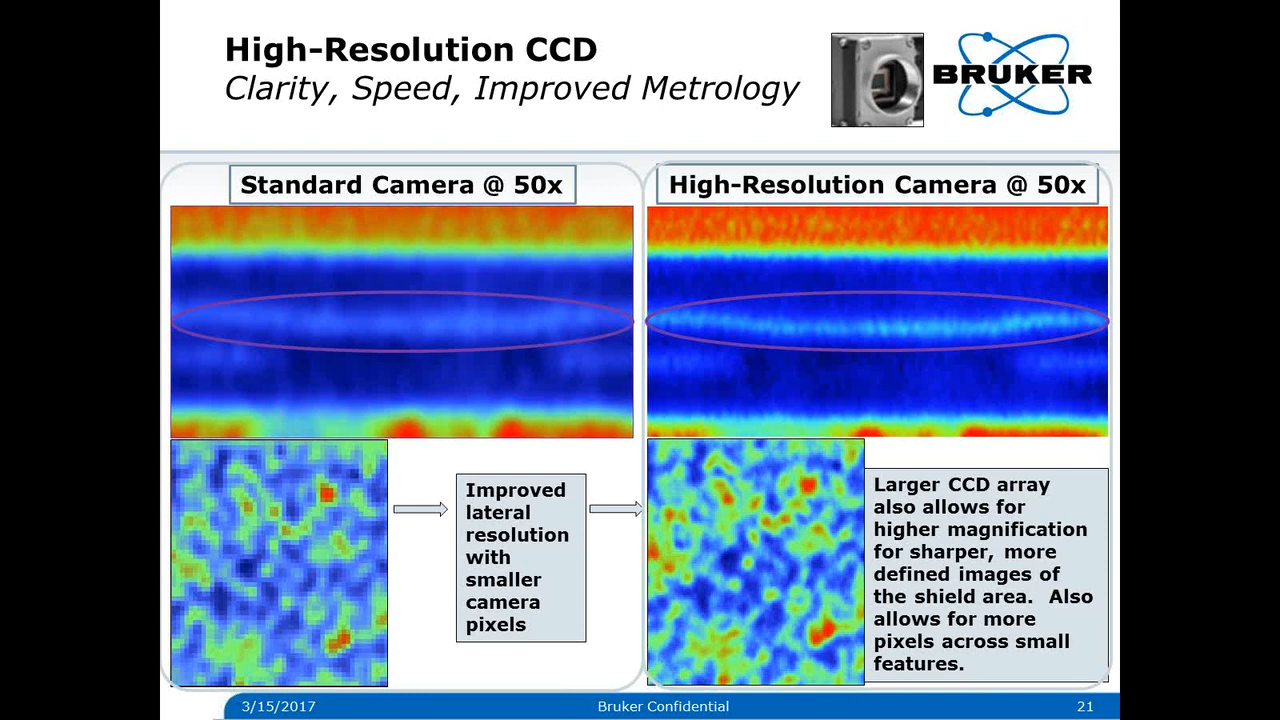 High-Resolution CCD
Clarity, Speed, Improved Metrology
BRUKER
Standard Camera @ 50x
High-Resolution Camera @ 50x
Improved
lateral
resolution
with
smaller
camera
pixels
Larger CCD array
also allows for
higher magnification
for sharper, more
defined images of
the shield area.  Also
allows for more
pixels across small
features.
3/15/2017
Bruker Confidential
21